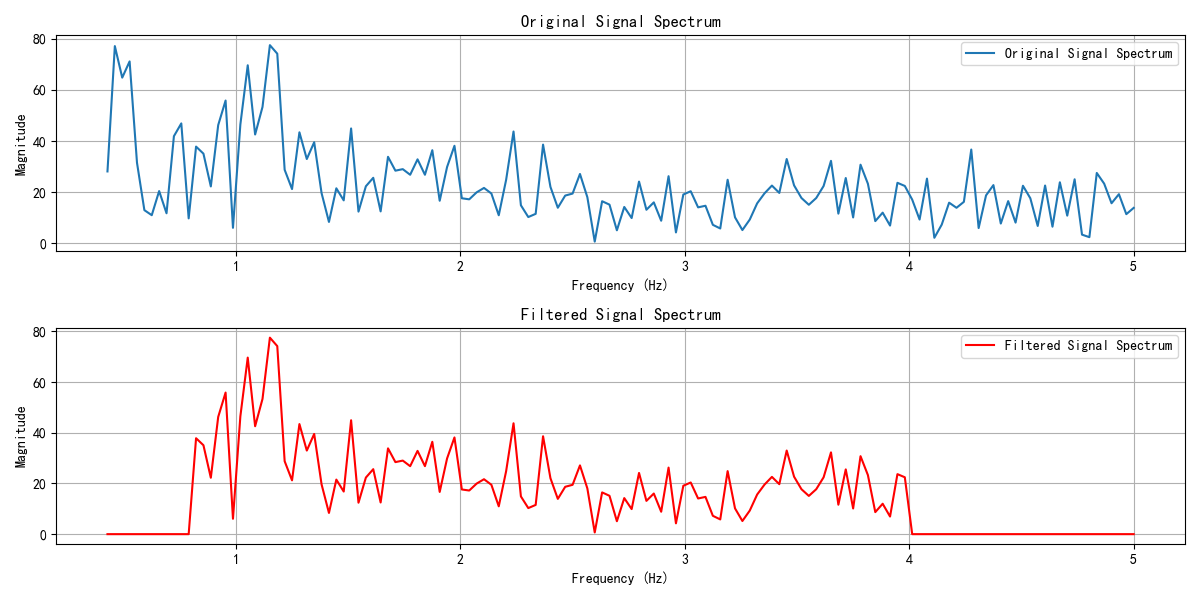 Original Signal Spectrum
80
60
40
20
0
Magnitude
Original Signal Spectrum
1
2
3
4
5
Frequency (Hz)
Filtered Signal Spectrum
80
60
40
20
0
Magnitude
Filtered Signal Spectrum
1
2
3
4
5
Frequency (Hz)